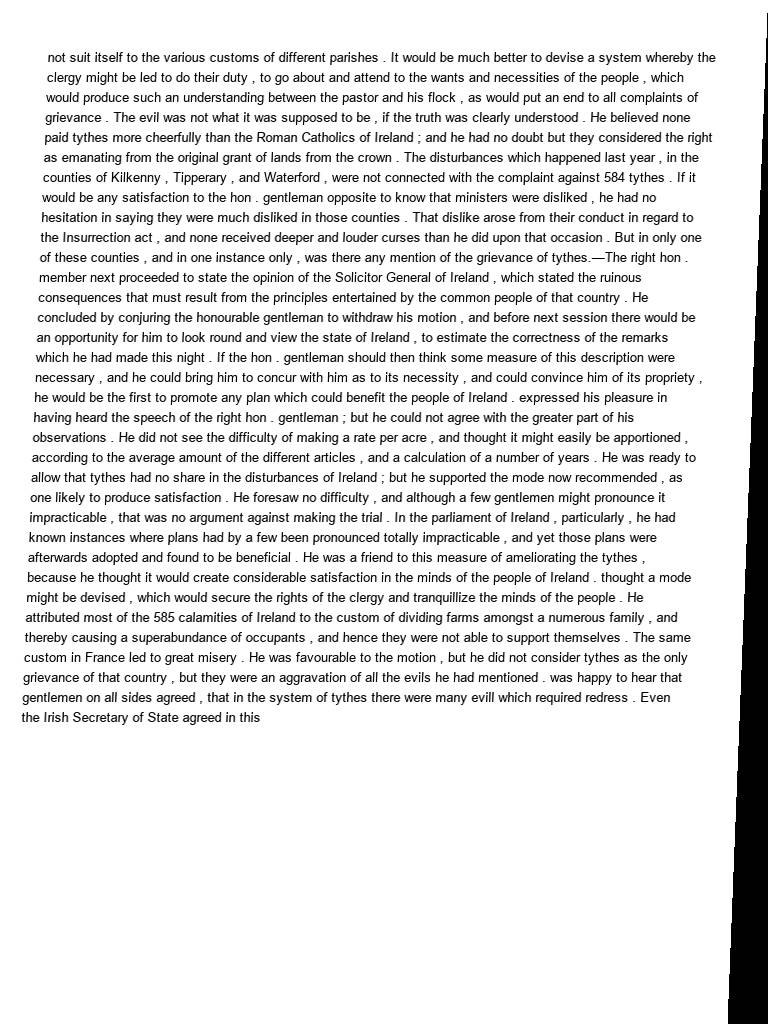 not suit itself to the various customs of different parishes . It would be much better to devise a system whereby the
clergy might be led to do their duty , to go about and attend to the wants and necessities of the people , which
would produce such an understanding between the pastor and his flock , as would put an end to all complaints of
grievance . The evil was not what it was supposed to be , if the truth was clearly understood . He believed none
paid tythes more cheerfully than the Roman Catholics of Ireland ; and he had no doubt but they considered the right
as emanating from the original grant of lands from the crown . The disturbances which happened last year , in the
counties of Kilkenny , Tipperary , and Waterford , were not connected with the complaint against 584 tythes . If it
would be any satisfaction to the hon . gentleman opposite to know that ministers were disliked , he had no
hesitation in saying they were much disliked in those counties . That dislike arose from their conduct in regard to
the Insurrection act , and none received deeper and louder curses than he did upon that occasion . But in only one
of these counties , and in one instance only , was there any mention of the grievance of tythes.—The right hon .
member next proceeded to state the opinion of the Solicitor General of Ireland , which stated the ruinous
consequences that must result from the principles entertained by the common people of that country . He
concluded by conjuring the honourable gentleman to withdraw his motion , and before next session there would be
an opportunity for him to look round and view the state of Ireland , to estimate the correctness of the remarks
which he had made this night . If the hon . gentleman should then think some measure of this description were
necessary , and he could bring him to concur with him as to its necessity , and could convince him of its propriety ,
he would be the first to promote any plan which could benefit the people of Ireland . expressed his pleasure in
having heard the speech of the right hon . gentleman ; but he could not agree with the greater part of his
observations . He did not see the difficulty of making a rate per acre , and thought it might easily be apportioned ,
according to the average amount of the different articles , and a calculation of a number of years . He was ready to
allow that tythes had no share in the disturbances of Ireland ; but he supported the mode now recommended , as
one likely to produce satisfaction . He foresaw no difficulty , and although a few gentlemen might pronounce it
impracticable , that was no argument against making the trial . In the parliament of Ireland , particularly , he had
known instances where plans had by a few been pronounced totally impracticable , and yet those plans were
afterwards adopted and found to be beneficial . He was a friend to this measure of ameliorating the tythes ,
because he thought it would create considerable satisfaction in the minds of the people of Ireland . thought a mode
might be devised , which would secure the rights of the clergy and tranquillize the minds of the people . He
attributed most of the 585 calamities of Ireland to the custom of dividing farms amongst a numerous family , and
thereby causing a superabundance of occupants , and hence they were not able to support themselves . The same
custom in France led to great misery . He was favourable to the motion , but he did not consider tythes as the only
grievance of that country , but they were an aggravation of all the evils he had mentioned . was happy to hear that
gentlemen on all sides agreed , that in the system of tythes there were many evill which required redress . Even
the Irish Secretary of State agreed in this